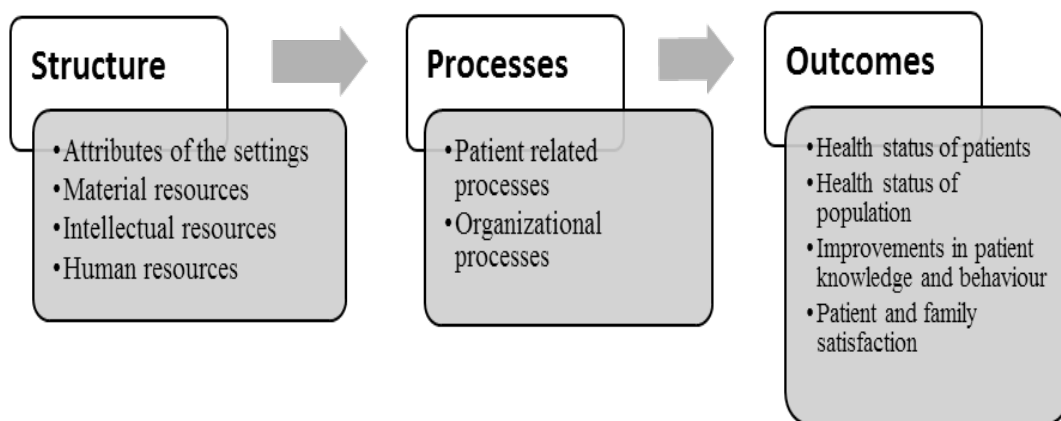 Structure
•Attributes of the settings
•Material resources
•Intellectual resources
•Human resources
Processes
•Patient related
processes
•Organizational
processes
Outcomes
•Health status of patients
•Health status of
population
•Improvements in patient
knowledge and behaviour
•Patient and family
satisfaction